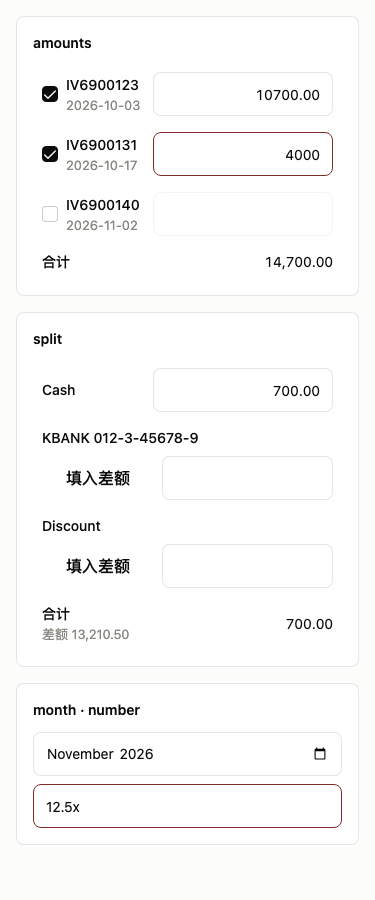 amounts
IV6900123
2026-10-03
10700.00
IV6900131
2026-10-17
4000
IV6900140
2026-11-02
合计
14,700.00
split
Cash
700.00
KBANK 012-3-45678-9
填入差额
Discount
填入差额
合计
差额 13,210.50
700.00
month · number
November 2026
12.5x